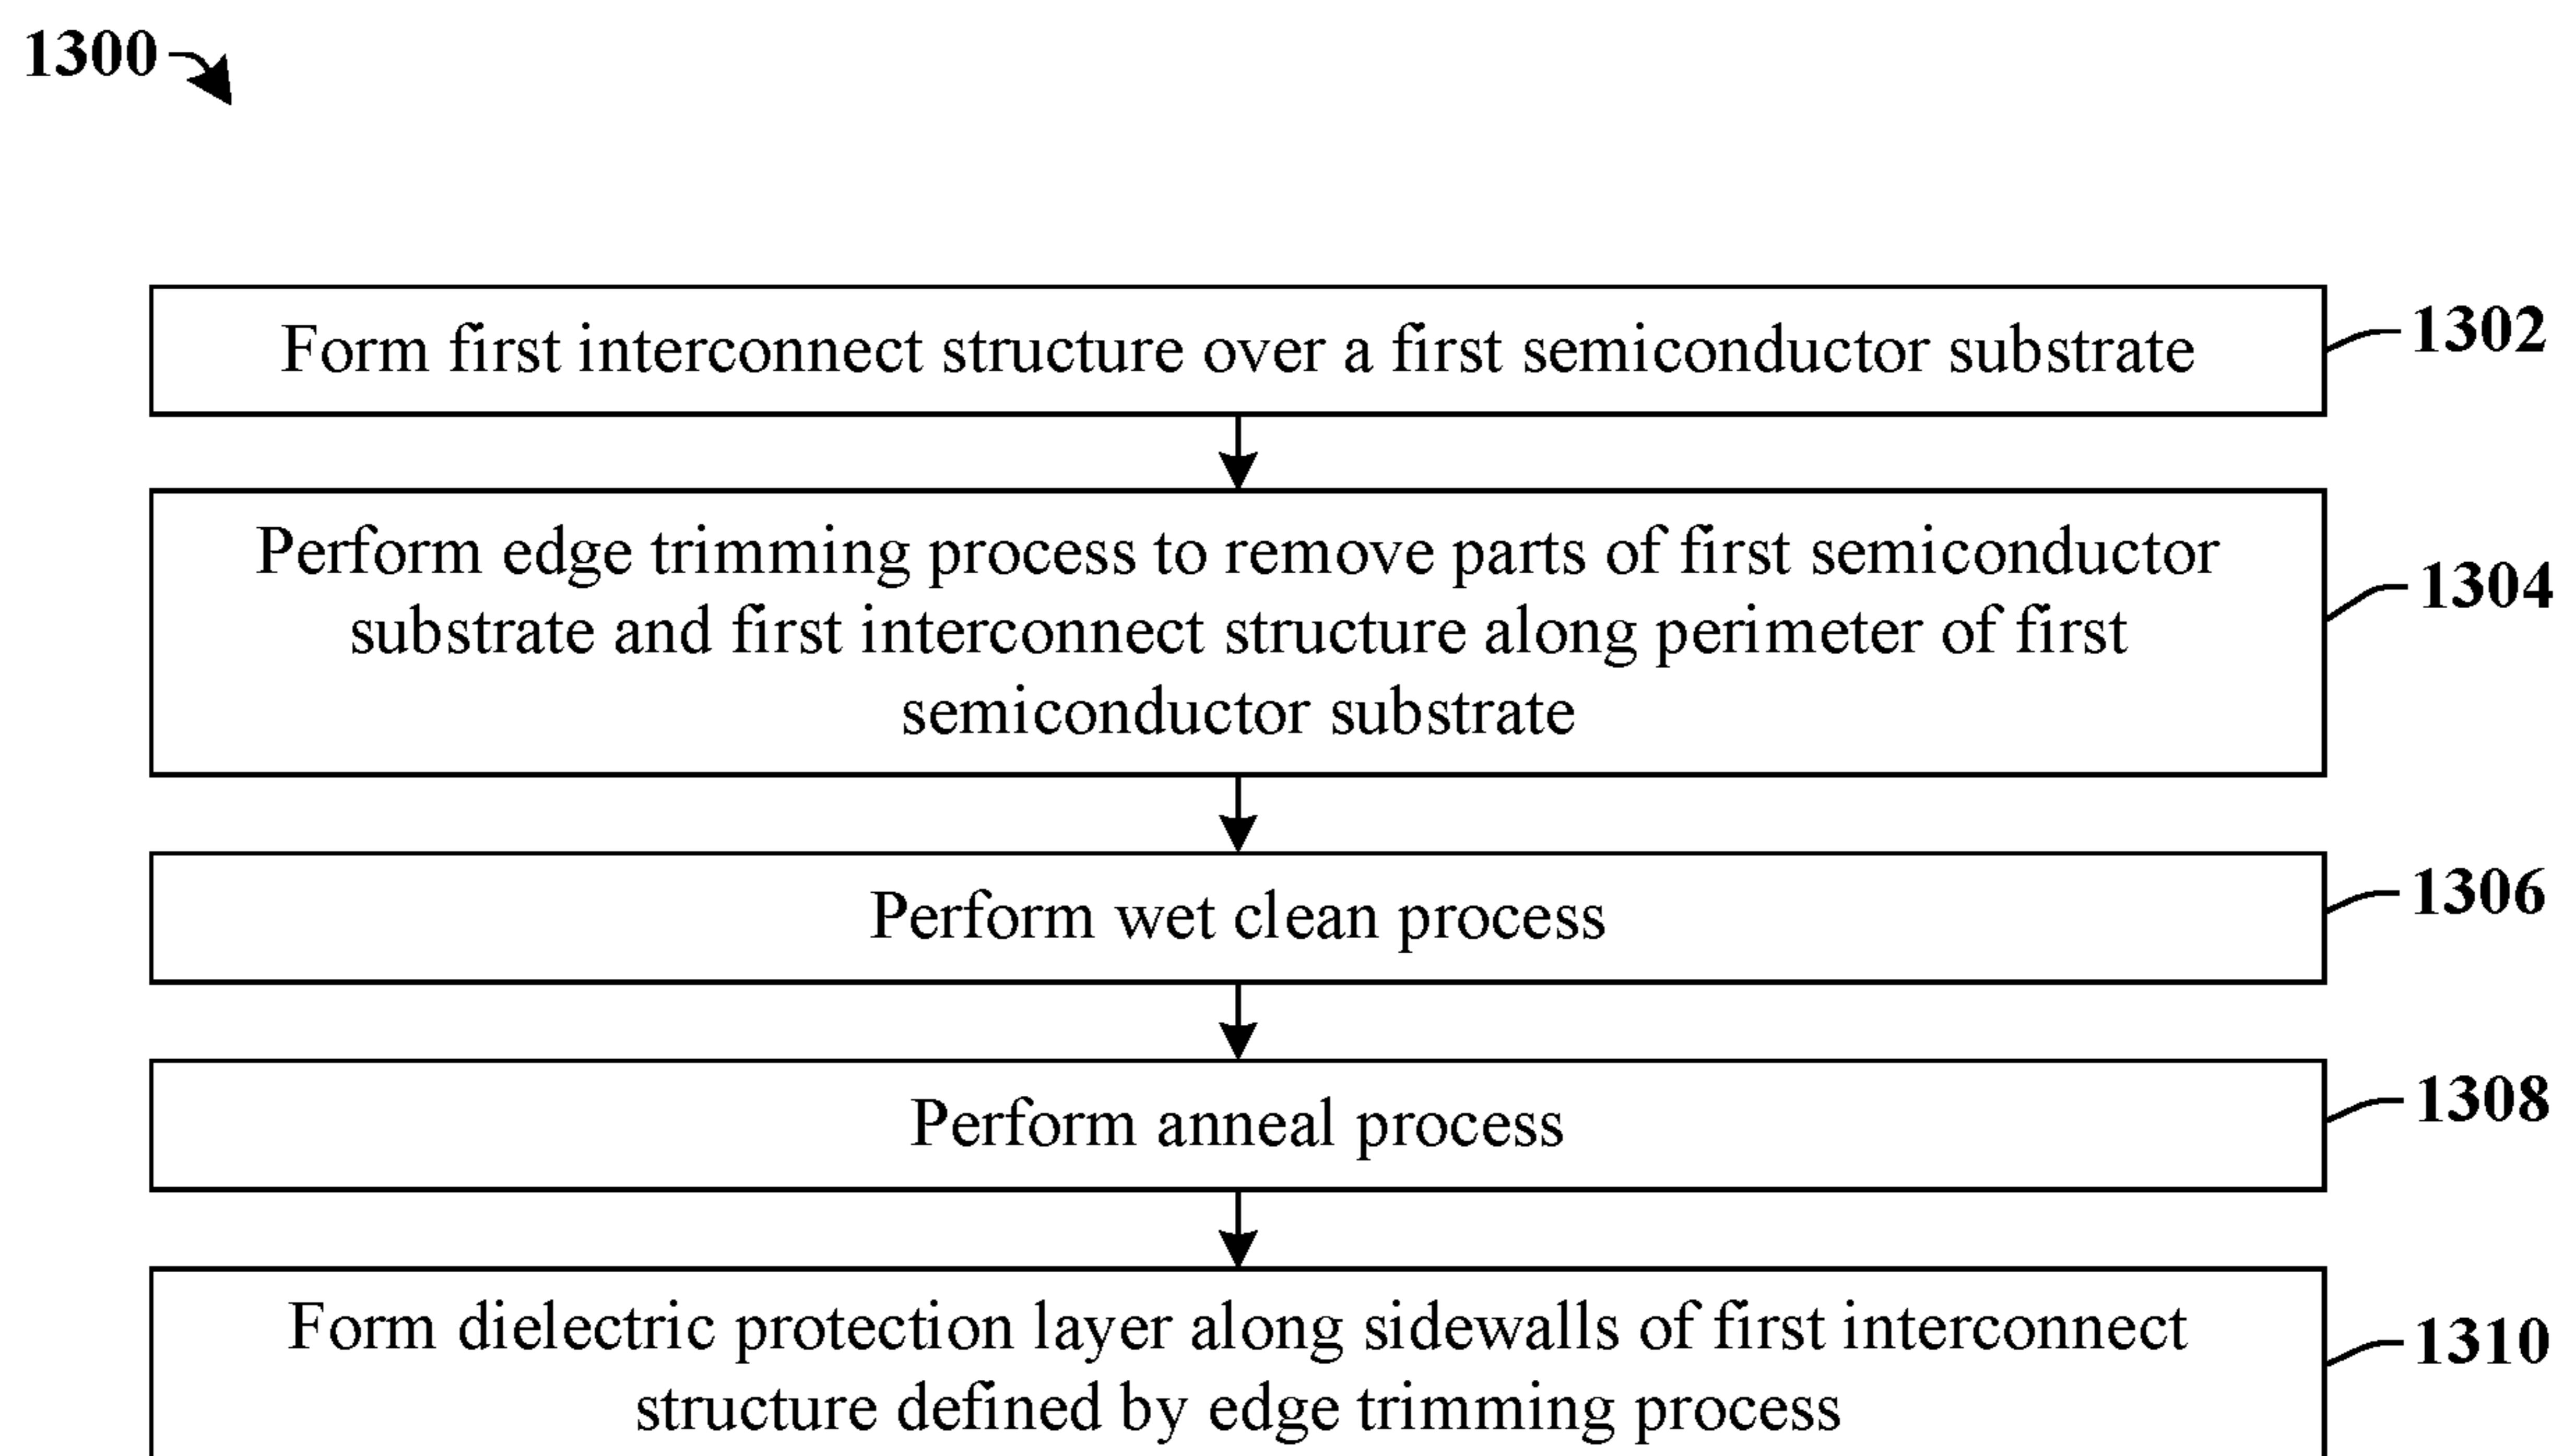 1300
Form first interconnect structure over a first semiconductor substrate
1302
Perform edge trimming process to remove parts of first semiconductor
substrate and first interconnect structure along perimeter of first
semiconductor substrate
1304
Perform wet clean process
1306
Perform anneal process
1308
Form dielectric protection layer along sidewalls of first interconnect
structure defined by edge trimming process
1310